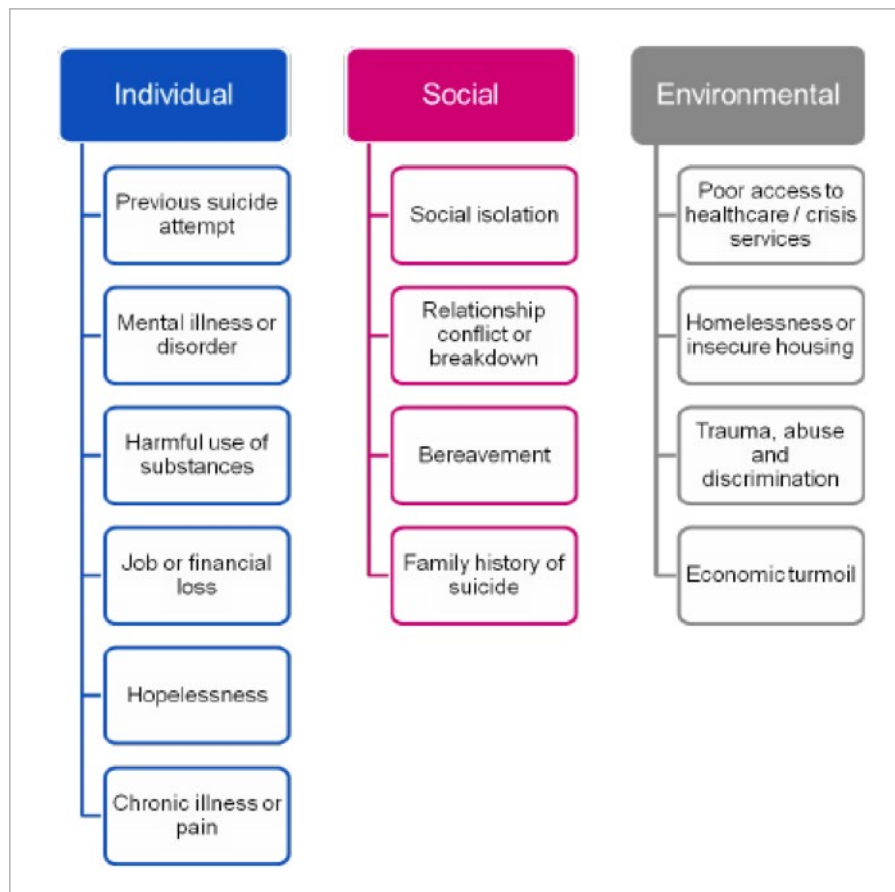 Individual
Previous suicide
attempt
Mental illness or
disorder
Harmful use of
substances
Job or financial
loss
Hopelessness
Chronic illness or
pain
Social
Social isolation
Relationship
conflict or
breakdown
Bereavement
Family history of
suicide
Environmental
Poor access to
healthcare / crisis
services
Homelessness or
insecure housing
Trauma, abuse
and
discrimination
Economic turmoil